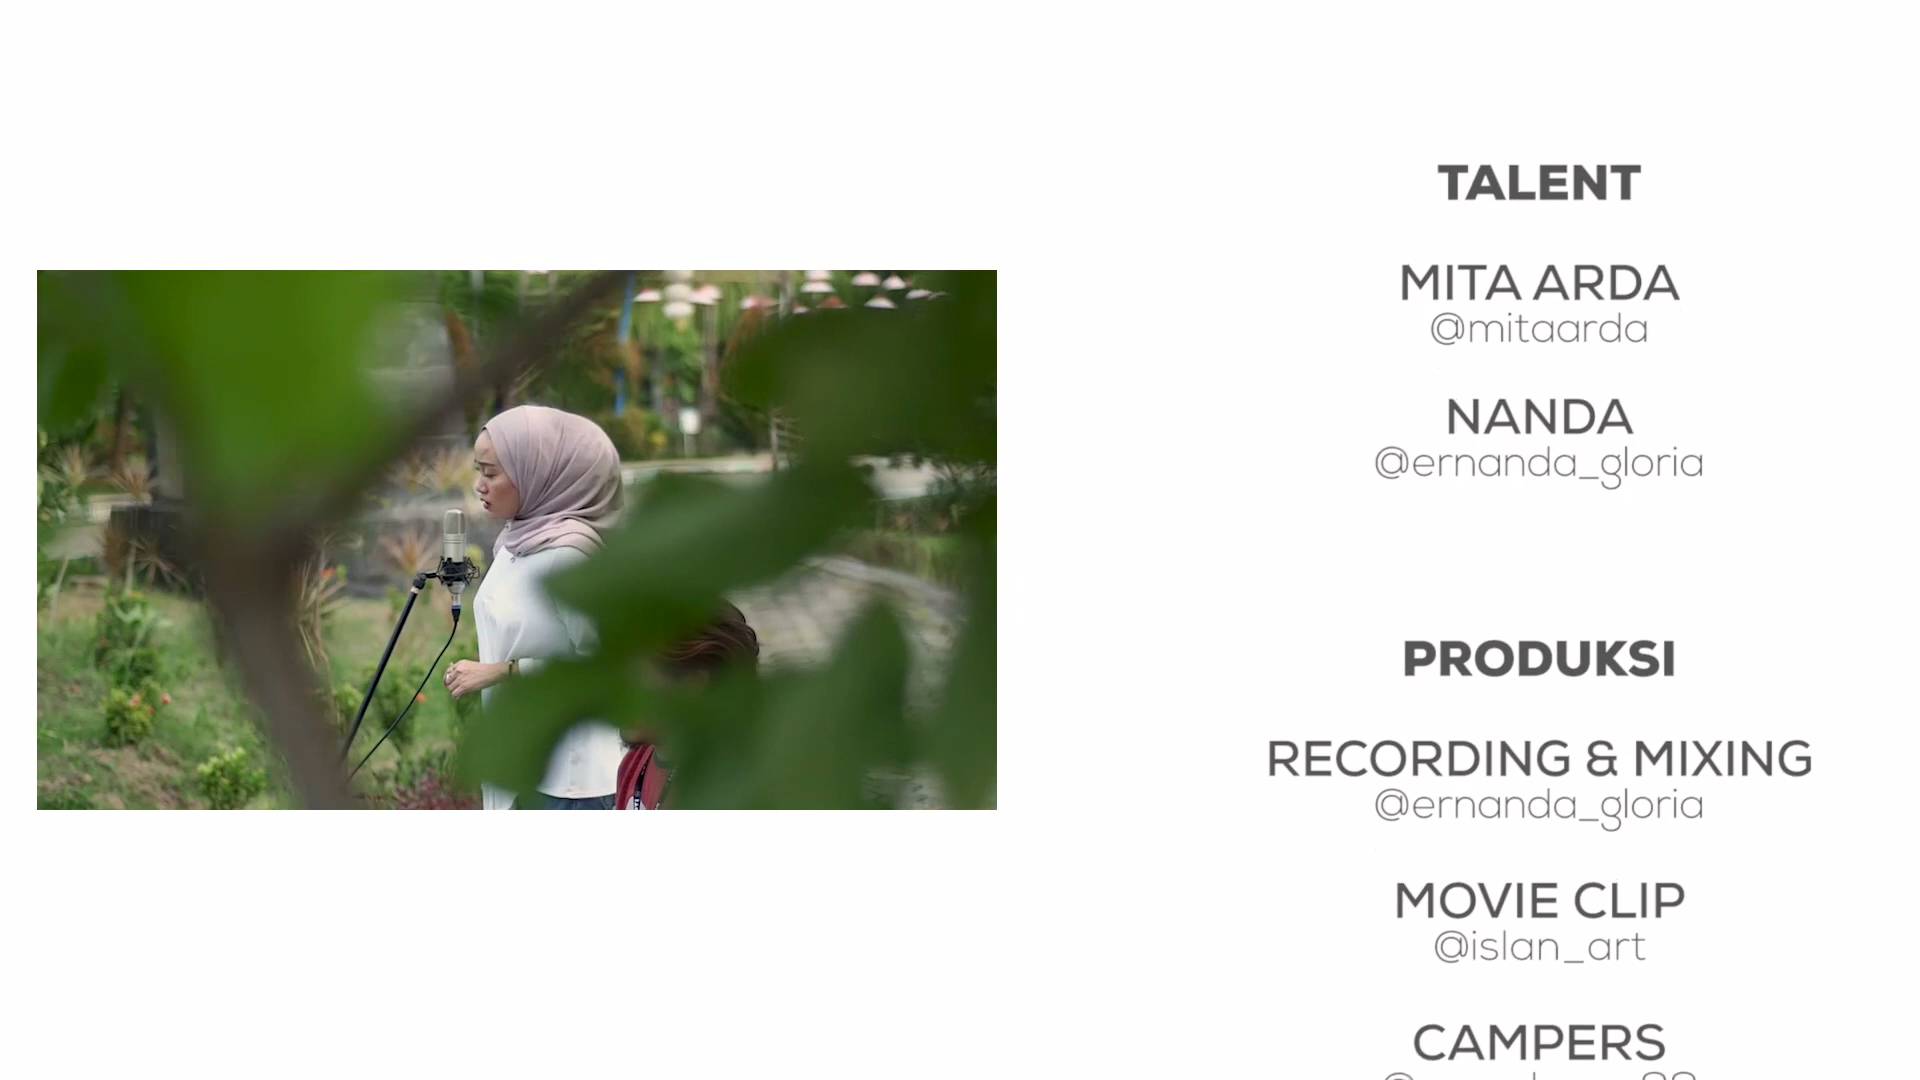 TALENT
MITA ARDA
@mitaarda
NANDA
@ernanda_gloria
PRODUKSI
RECORDING & MIXING
@ernanda_gloria
MOVIE CLIP
@islan_art
CAMPERS